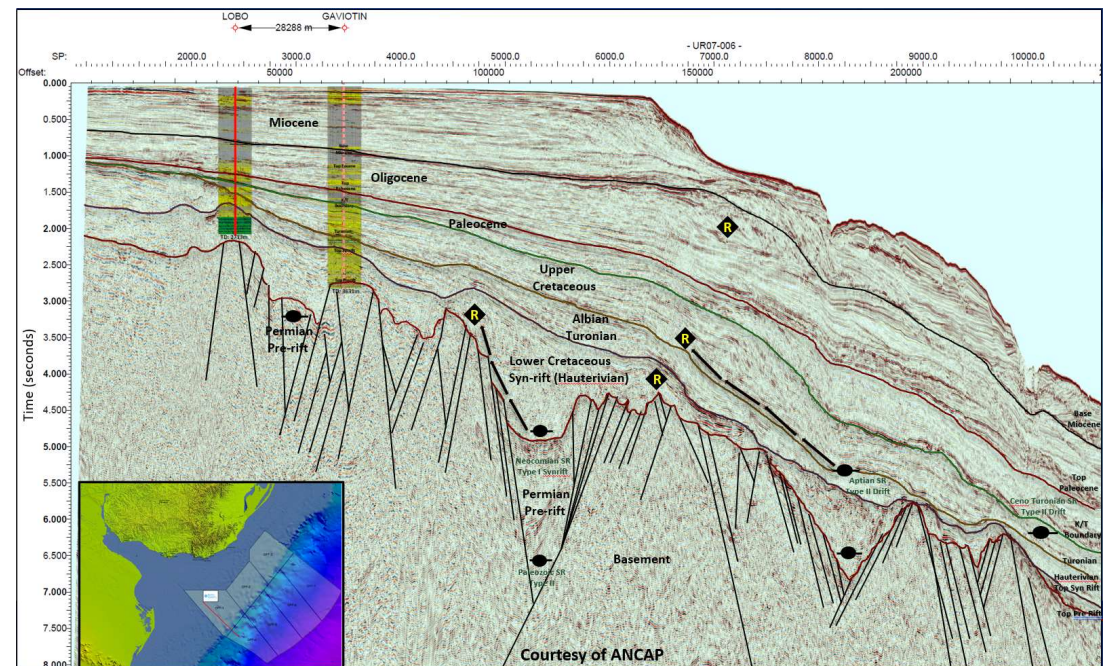 LOBO GAVIOTIN
28288 m
- UR07-006 -
SP: 2000.0 3000.0 4000.0 5000.0 6000.0 7000.0 8000.0 9000.0 10000.0
Offset: 50000 100000 150000 200000
0.000
0.500
1.000
1.500
2.000
2.500
3.000
3.500
4.000
4.500
5.000
5.500
6.000
6.500
7.000
7.500
8.000
Time (seconds)
Miocene
Oligocene
Paleocene
R
Upper
Cretaceous
Albian
Turonian
R
R
Permian
Pre-rift
Lower Cretaceous
Syn-rift (Hauterivian)
R
Neocomian SR
Type I Synrift
Aptian SR
Type II Drift
Permian
Pre-rift
Basement
Paleozoic SR
Type II
Ceno Turonian SR
Type II Drift
Base
Miocene
Top
Paleocene
K/T
Boundary
Turonian
Hauterivian
Top Syn Rift
Top Pre Rift
Courtesy of ANCAP